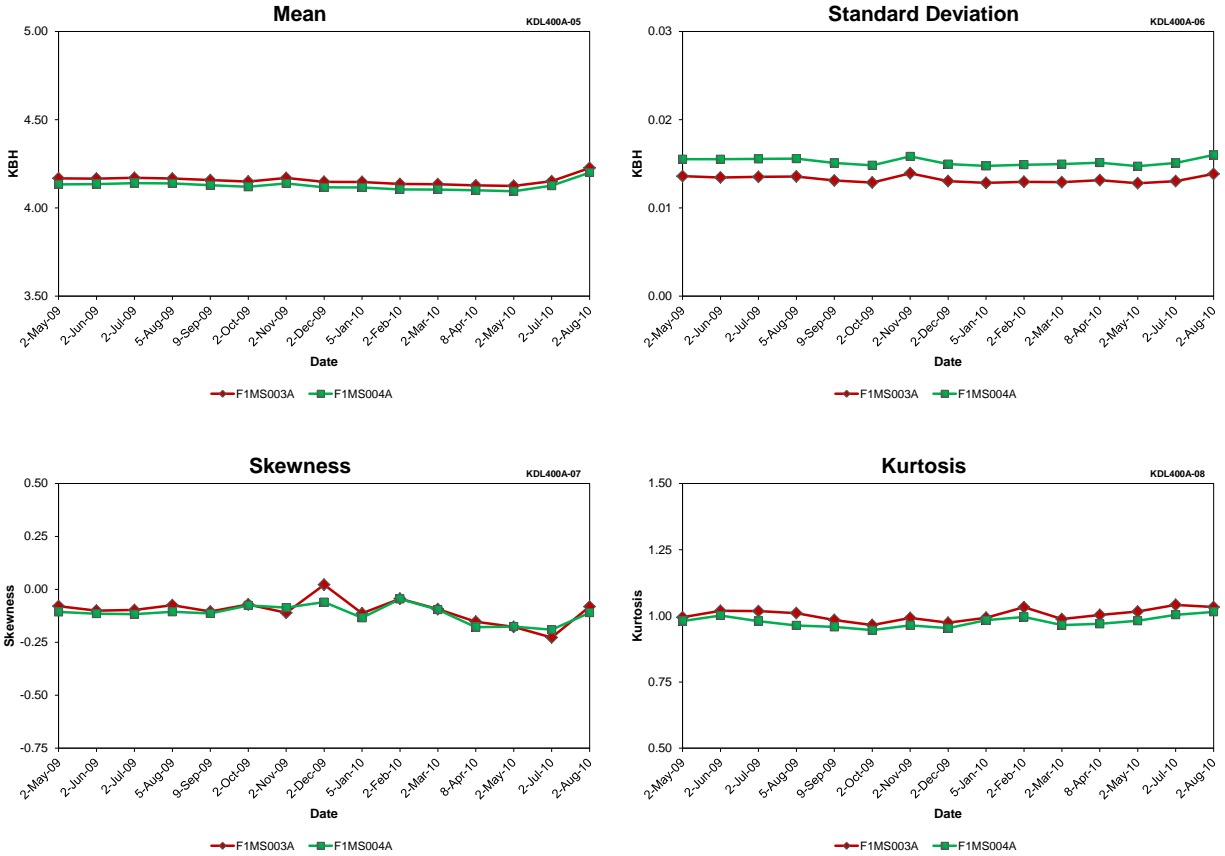 Mean
KDL400A-05
5.00
4.50
4.00
3.50
KBH
2-May-09
2-Jun-09
2-Jul-09
5-Aug-09
9-Sep-09
2-Oct-09
2-Nov-09
2-Dec-09
5-Jan-10
2-Feb-10
2-Mar-10
8-Apr-10
2-May-10
2-Jul-10
2-Aug-10
Date
F1MS003A F1MS004A
Standard Deviation
KDL400A-06
0.03
0.02
0.01
0.00
KBH
2-May-09
2-Jun-09
2-Jul-09
5-Aug-09
9-Sep-09
2-Oct-09
2-Nov-09
2-Dec-09
5-Jan-10
2-Feb-10
2-Mar-10
8-Apr-10
2-May-10
2-Jul-10
2-Aug-10
Date
F1MS003A F1MS004A
Skewness
KDL400A-07
0.50
0.25
0.00
-0.25
-0.50
-0.75
Skewness
2-May-09
2-Jun-09
2-Jul-09
5-Aug-09
9-Sep-09
2-Oct-09
2-Nov-09
2-Dec-09
5-Jan-10
2-Feb-10
2-Mar-10
8-Apr-10
2-May-10
2-Jul-10
2-Aug-10
Date
F1MS003A F1MS004A
Kurtosis
KDL400A-08
1.50
1.25
1.00
0.75
0.50
Kurtosis
2-May-09
2-Jun-09
2-Jul-09
5-Aug-09
9-Sep-09
2-Oct-09
2-Nov-09
2-Dec-09
5-Jan-10
2-Feb-10
2-Mar-10
8-Apr-10
2-May-10
2-Jul-10
2-Aug-10
Date
F1MS003A F1MS004A